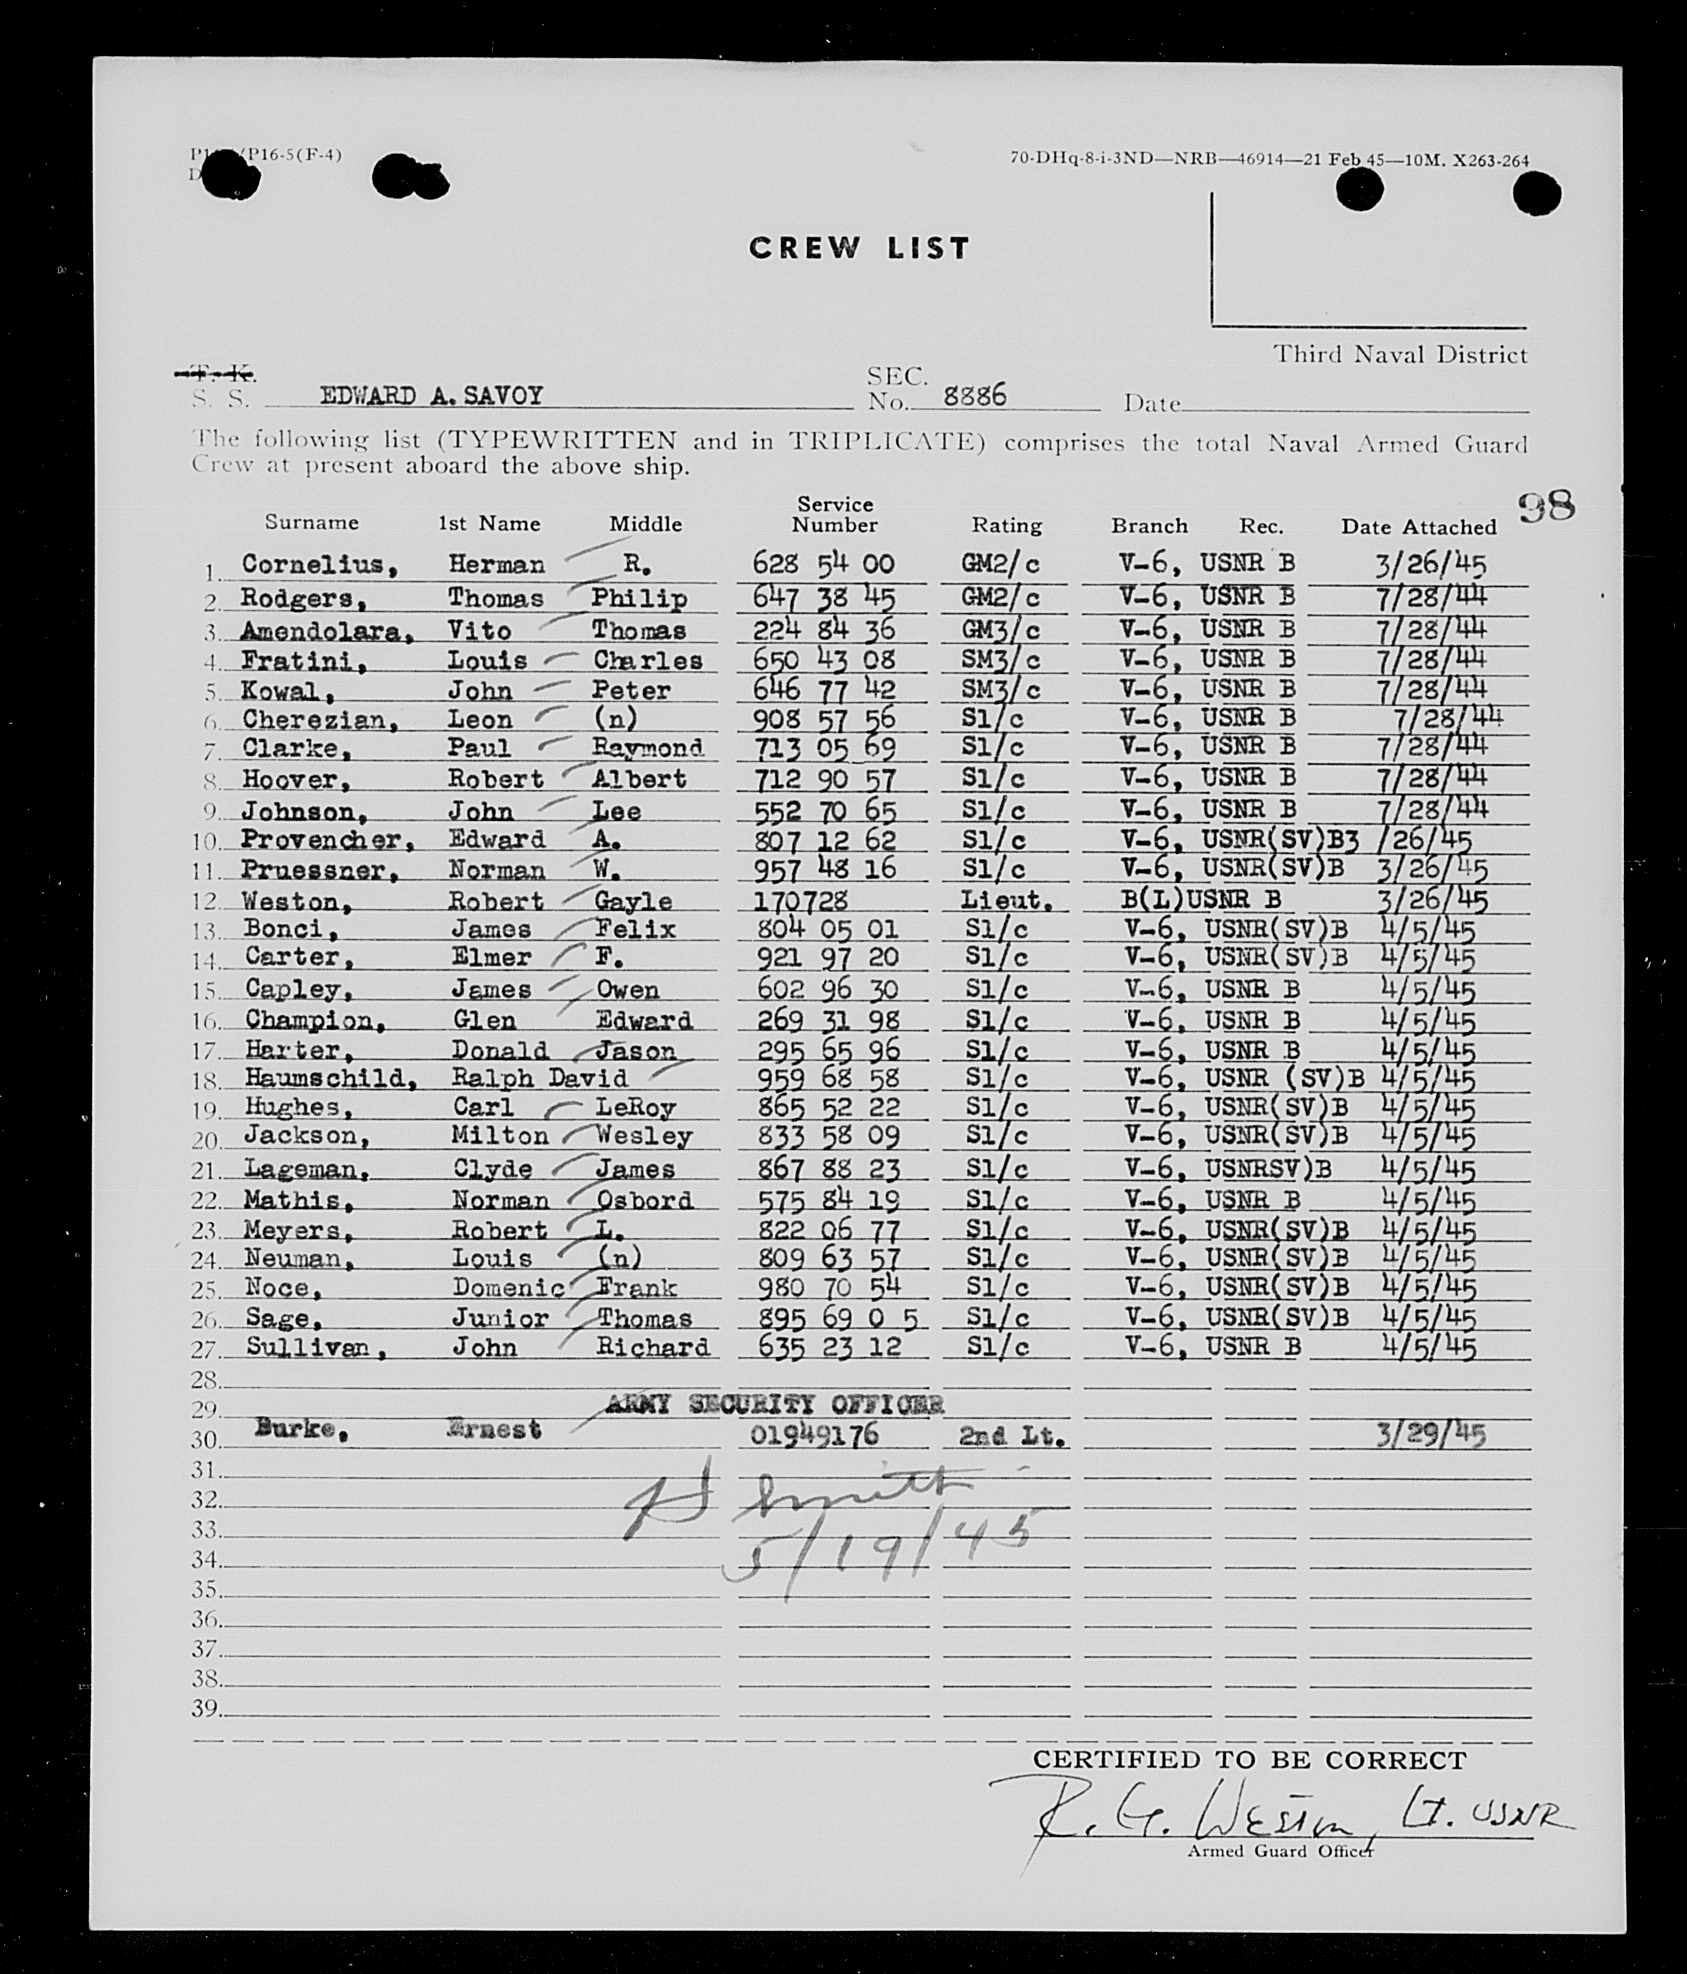 P16-5(F-4)
70-DHq-8-i-3ND—NRB—46914—21 Feb 45—10M. X263-264
CREW LIST
Third Naval District
T. K.
S. S. EDWARD A. SAVOY SEC. No. 8886 Date
The following list (TYPEWRITTEN and in TRIPLICATE) comprises the total Naval Armed Guard
Crew at present aboard the above ship.
98
Surname 1st Name Middle Service Number Rating Branch Rec. Date Attached
1. Cornelius, Herman R. 628 54 00 GM2/c V-6, USNR B 3/26/45
2. Rodgers, Thomas Philip 647 38 45 GM2/c V-6, USNR B 7/28/44
3. Amendolara, Vito Thomas 224 84 36 GM3/c V-6, USNR B 7/28/44
4. Fratini, Louis Charles 650 43 08 SM3/c V-6, USNR B 7/28/44
5. Kowal, John Peter 646 77 42 SM3/c V-6, USNR B 7/28/44
6. Cherezian, Leon (n) 908 57 56 S1/c V-6, USNR B 7/28/44
7. Clarke, Paul Raymond 713 05 69 S1/c V-6, USNR B 7/28/44
8. Hoover, Robert Albert 712 90 57 S1/c V-6, USNR B 7/28/44
9. Johnson, John Lee 552 70 65 S1/c V-6, USNR B 7/28/44
10. Provencher, Edward A. 807 12 62 S1/c V-6, USNR(SV)B3 /26/45
11. Pruessner, Norman W. 957 48 16 S1/c V-6, USNR(SV)B 3/26/45
12. Weston, Robert Gayle 170728 Lieut. B(L)USNR B 3/26/45
13. Bonci, James Felix 804 05 01 S1/c V-6, USNR(SV)B 4/5/45
14. Carter, Elmer F. 921 97 20 S1/c V-6, USNR(SV)B 4/5/45
15. Capley, James Owen 602 96 30 S1/c V-6, USNR B 4/5/45
16. Champion, Glen Edward 269 31 98 S1/c V-6, USNR B 4/5/45
17. Harter, Donald Jason 295 65 96 S1/c V-6, USNR B 4/5/45
18. Haumschild, Ralph David 959 68 58 S1/c V-6, USNR (SV)B 4/5/45
19. Hughes, Carl LeRoy 865 52 22 S1/c V-6, USNR(SV)B 4/5/45
20. Jackson, Milton Wesley 833 58 09 S1/c V-6, USNR(SV)B 4/5/45
21. Lageman, Clyde James 867 88 23 S1/c V-6, USNRSV)B 4/5/45
22. Mathis, Norman Osbord 575 84 19 S1/c V-6, USNR B 4/5/45
23. Meyers, Robert L. 822 06 77 S1/c V-6, USNR(SV)B 4/5/45
24. Neuman, Louis (n) 809 63 57 S1/c V-6, USNR(SV)B 4/5/45
25. Noce, Domenic Frank 980 70 54 S1/c V-6, USNR(SV)B 4/5/45
26. Sage, Junior Thomas 895 69 0 5 S1/c V-6, USNR(SV)B 4/5/45
27. Sullivan, John Richard 635 23 12 S1/c V-6, USNR B 4/5/45
28.
29. ARMY SECURITY OFFICER
30. Burke, Ernest 01949176 2nd Lt. 3/29/45
31.
32. Smith
33.
34. 5/19/45
35.
36.
37.
38.
39.
CERTIFIED TO BE CORRECT
R. G. Weston, Lt. USNR
Armed Guard Officer